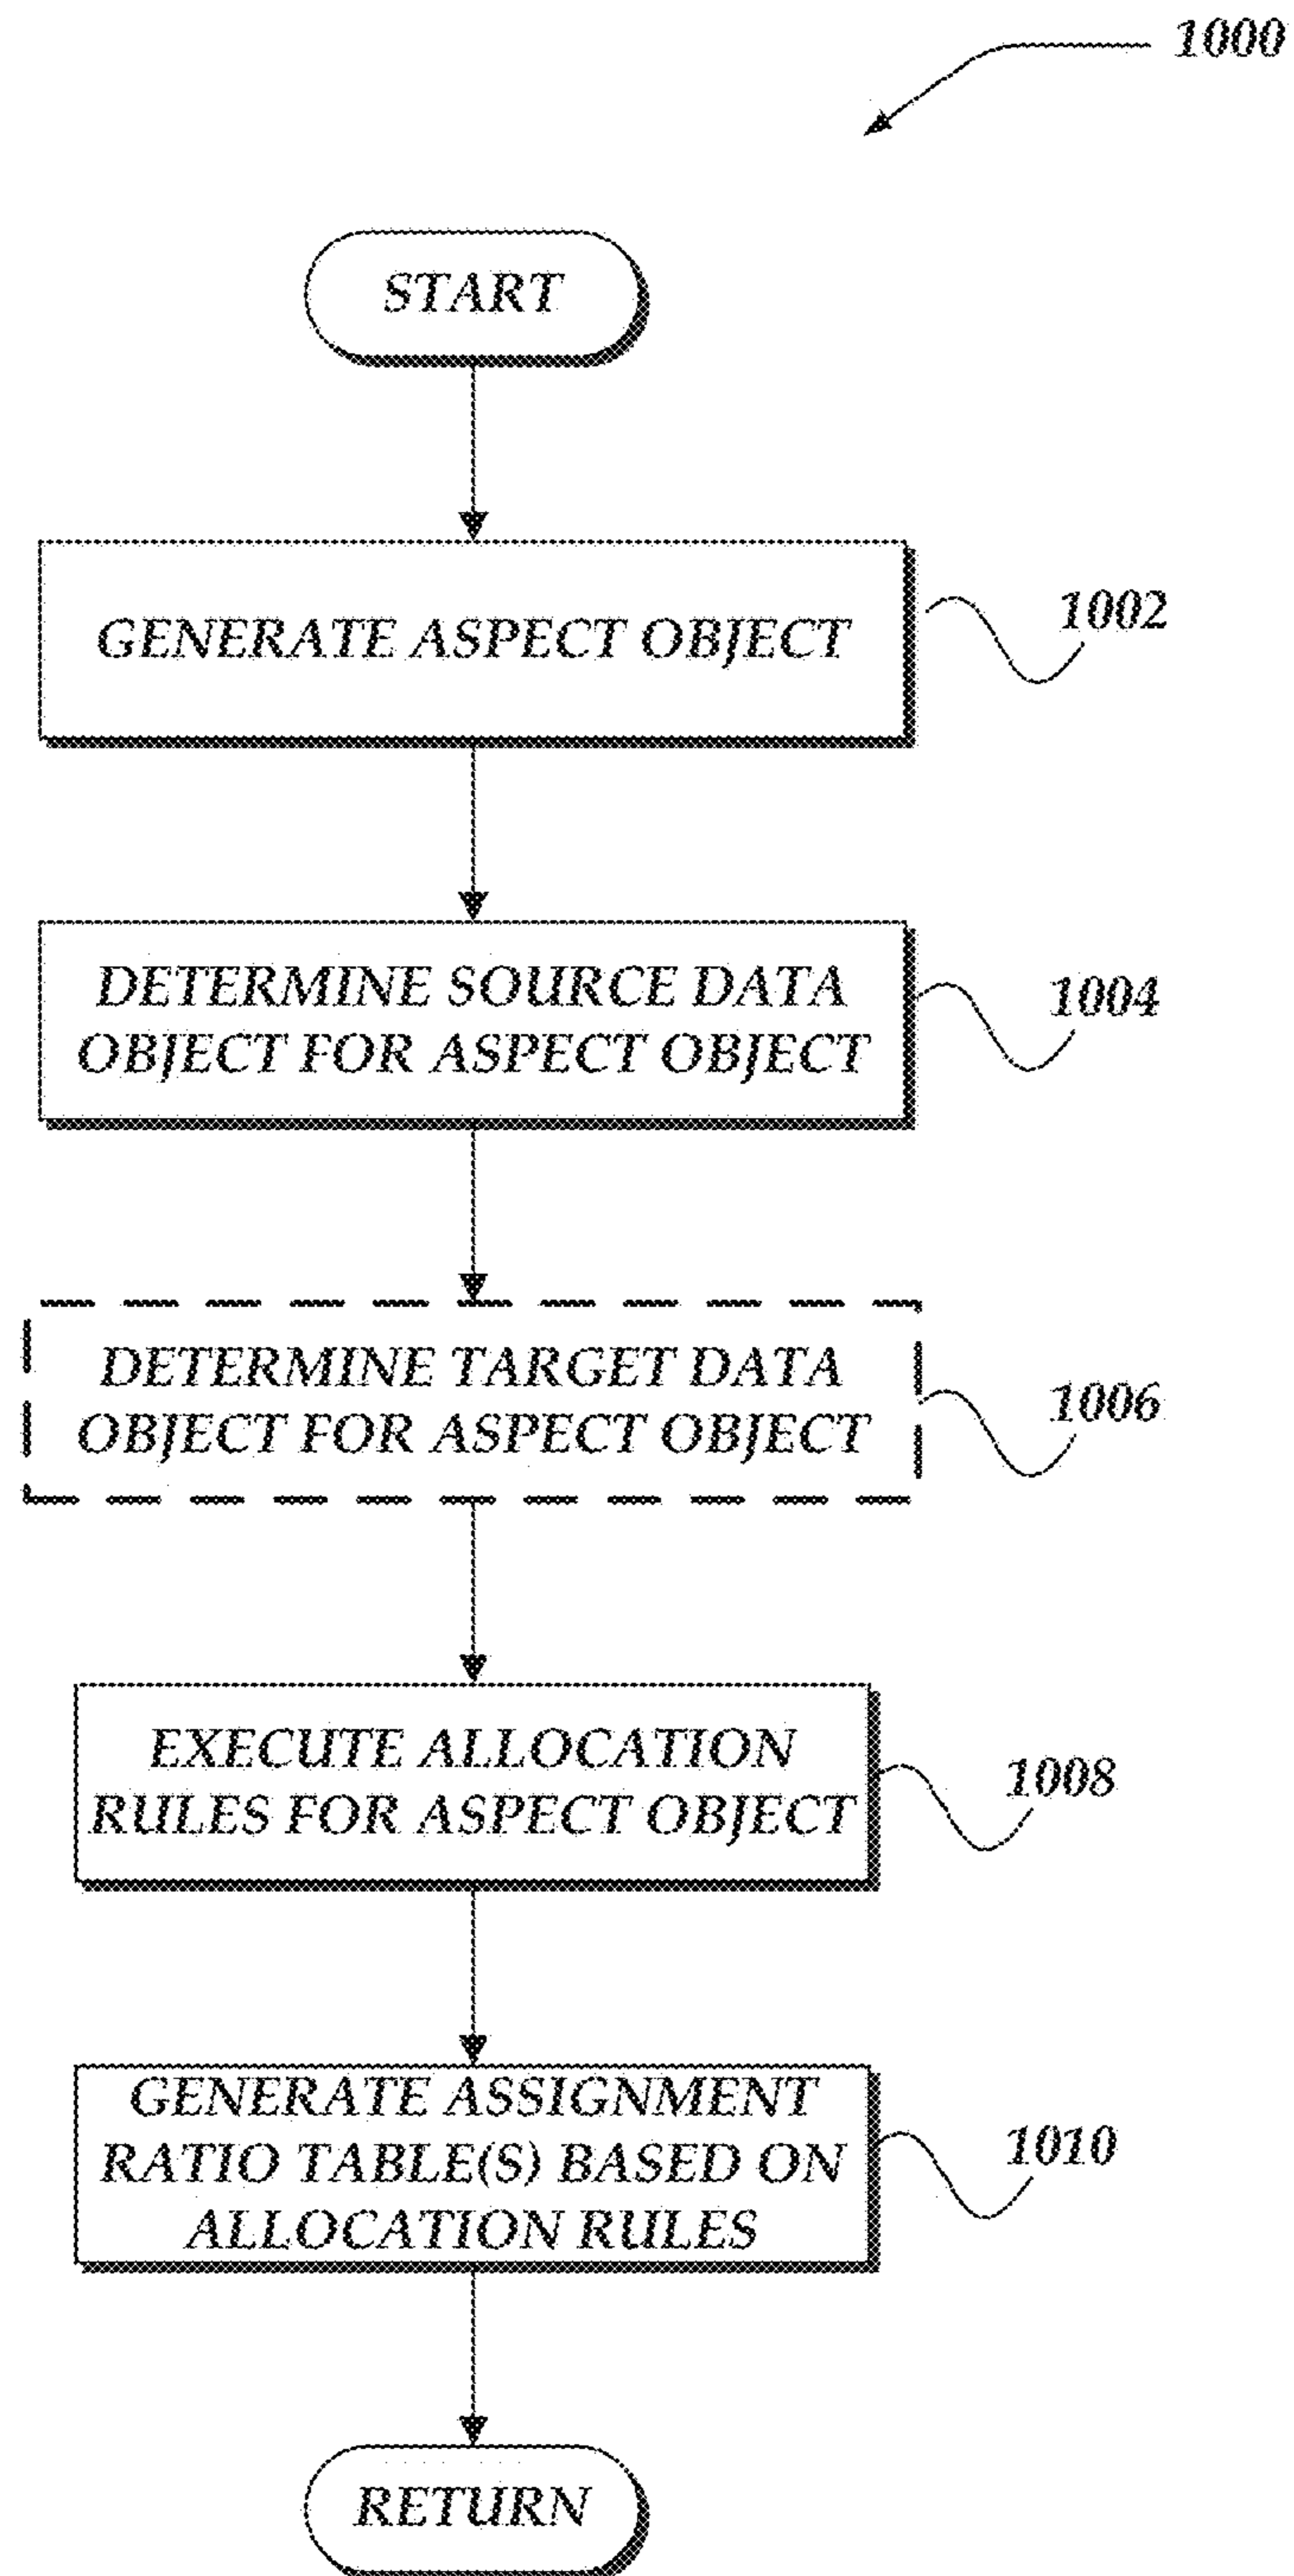 1000
START
GENERATE ASPECT OBJECT
1002
DETERMINE SOURCE DATA
OBJECT FOR ASPECT OBJECT
1004
DETERMINE TARGET DATA
OBJECT FOR ASPECT OBJECT
1006
EXECUTE ALLOCATION
RULES FOR ASPECT OBJECT
1008
GENERATE ASSIGNMENT
RATIO TABLE(S) BASED ON
ALLOCATION RULES
1010
RETURN